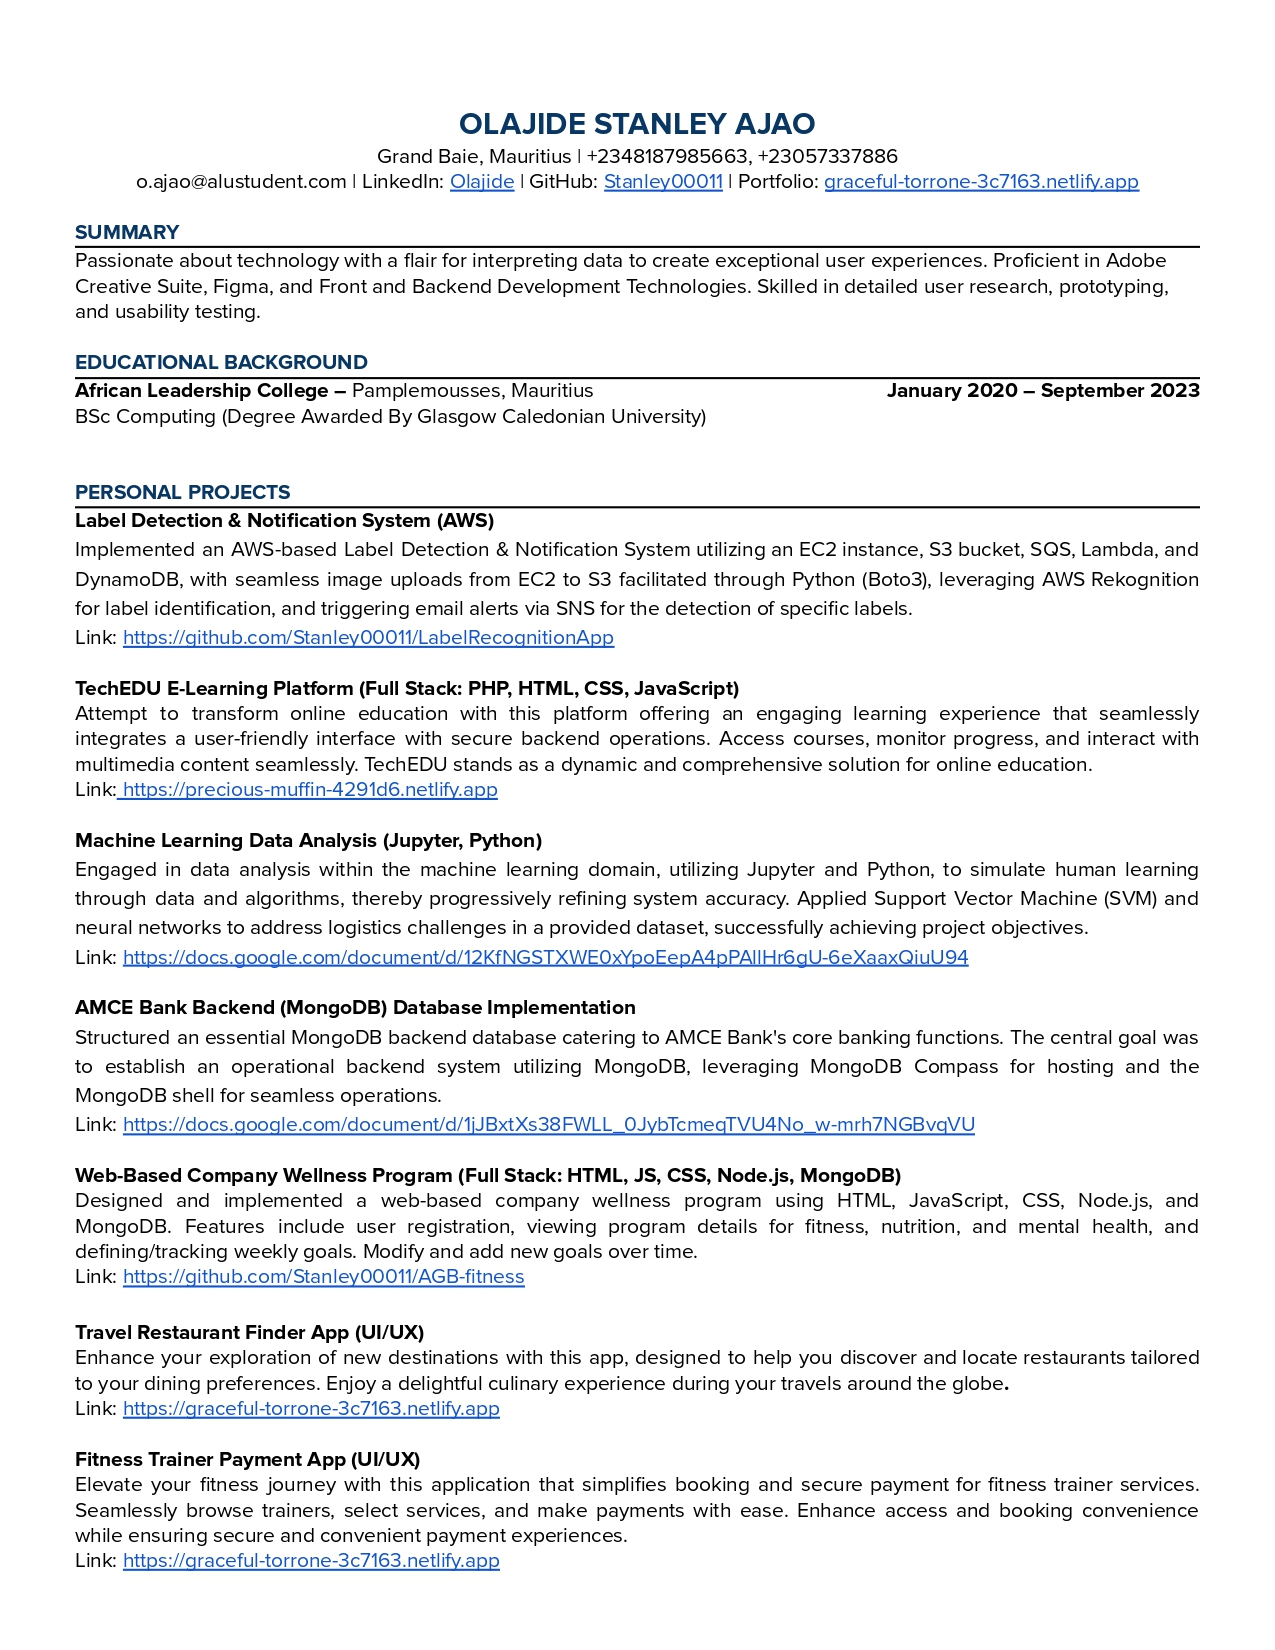 OLAJIDE STANLEY AJAO
Grand Baie, Mauritius | +2348187985663, +23057337886
o.ajao@alustudent.com | LinkedIn: Olajide | GitHub: Stanley00011 | Portfolio: graceful-torrone-3c7163.netlify.app
SUMMARY
Passionate about technology with a flair for interpreting data to create exceptional user experiences. Proficient in Adobe
Creative Suite, Figma, and Front and Backend Development Technologies. Skilled in detailed user research, prototyping,
and usability testing.
EDUCATIONAL BACKGROUND
African Leadership College – Pamplemousses, Mauritius January 2020 – September 2023
BSc Computing (Degree Awarded By Glasgow Caledonian University)
PERSONAL PROJECTS
Label Detection & Notification System (AWS)
Implemented an AWS-based Label Detection & Notification System utilizing an EC2 instance, S3 bucket, SQS, Lambda, and
DynamoDB, with seamless image uploads from EC2 to S3 facilitated through Python (Boto3), leveraging AWS Rekognition
for label identification, and triggering email alerts via SNS for the detection of specific labels.
Link: https://github.com/Stanley00011/LabelRecognitionApp
TechEDU E-Learning Platform (Full Stack: PHP, HTML, CSS, JavaScript)
Attempt to transform online education with this platform offering an engaging learning experience that seamlessly
integrates a user-friendly interface with secure backend operations. Access courses, monitor progress, and interact with
multimedia content seamlessly. TechEDU stands as a dynamic and comprehensive solution for online education.
Link: https://precious-muffin-4291d6.netlify.app
Machine Learning Data Analysis (Jupyter, Python)
Engaged in data analysis within the machine learning domain, utilizing Jupyter and Python, to simulate human learning
through data and algorithms, thereby progressively refining system accuracy. Applied Support Vector Machine (SVM) and
neural networks to address logistics challenges in a provided dataset, successfully achieving project objectives.
Link: https://docs.google.com/document/d/12KfNGSTXWE0xYpoEepA4pPAllHr6gU-6eXaaxQiuU94
AMCE Bank Backend (MongoDB) Database Implementation
Structured an essential MongoDB backend database catering to AMCE Bank's core banking functions. The central goal was
to establish an operational backend system utilizing MongoDB, leveraging MongoDB Compass for hosting and the
MongoDB shell for seamless operations.
Link: https://docs.google.com/document/d/1jJBxtXs38FWLL_0JybTcmeqTVU4No_w-mrh7NGBvqVU
Web-Based Company Wellness Program (Full Stack: HTML, JS, CSS, Node.js, MongoDB)
Designed and implemented a web-based company wellness program using HTML, JavaScript, CSS, Node.js, and
MongoDB. Features include user registration, viewing program details for fitness, nutrition, and mental health, and
defining/tracking weekly goals. Modify and add new goals over time.
Link: https://github.com/Stanley00011/AGB-fitness
Travel Restaurant Finder App (UI/UX)
Enhance your exploration of new destinations with this app, designed to help you discover and locate restaurants tailored
to your dining preferences. Enjoy a delightful culinary experience during your travels around the globe.
Link: https://graceful-torrone-3c7163.netlify.app
Fitness Trainer Payment App (UI/UX)
Elevate your fitness journey with this application that simplifies booking and secure payment for fitness trainer services.
Seamlessly browse trainers, select services, and make payments with ease. Enhance access and booking convenience
while ensuring secure and convenient payment experiences.
Link: https://graceful-torrone-3c7163.netlify.app